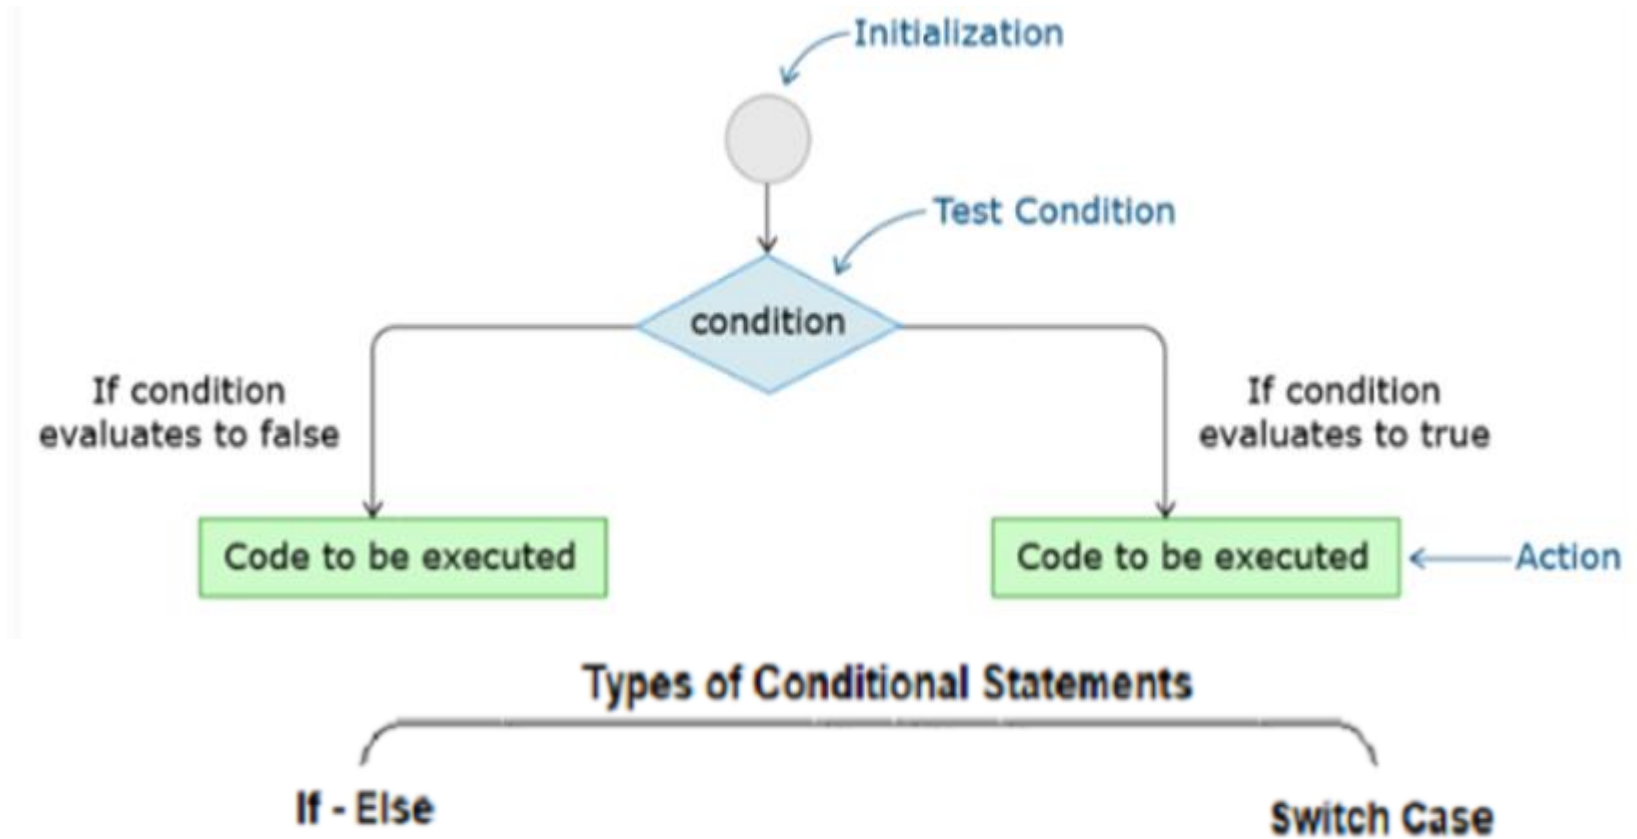 Initialization
Test Condition
condition
If condition
evaluates to false
If condition
evaluates to true
Code to be executed
Code to be executed
Action
Types of Conditional Statements
If - Else
Switch Case